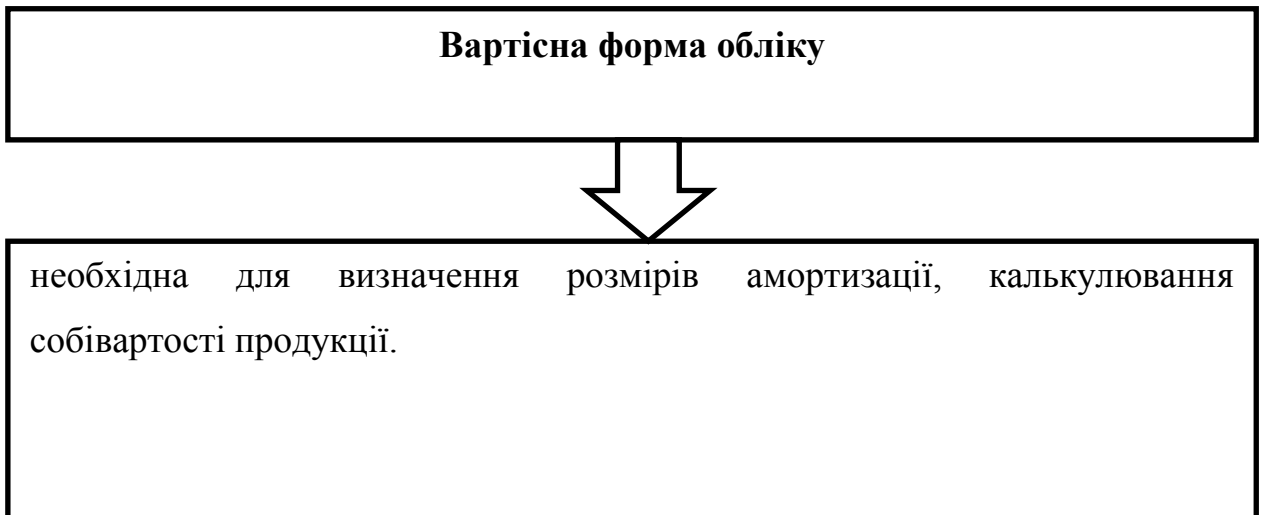 Вартісна форма обліку
необхідна для визначення розмірів амортизації, калькулювання
собівартості продукції.